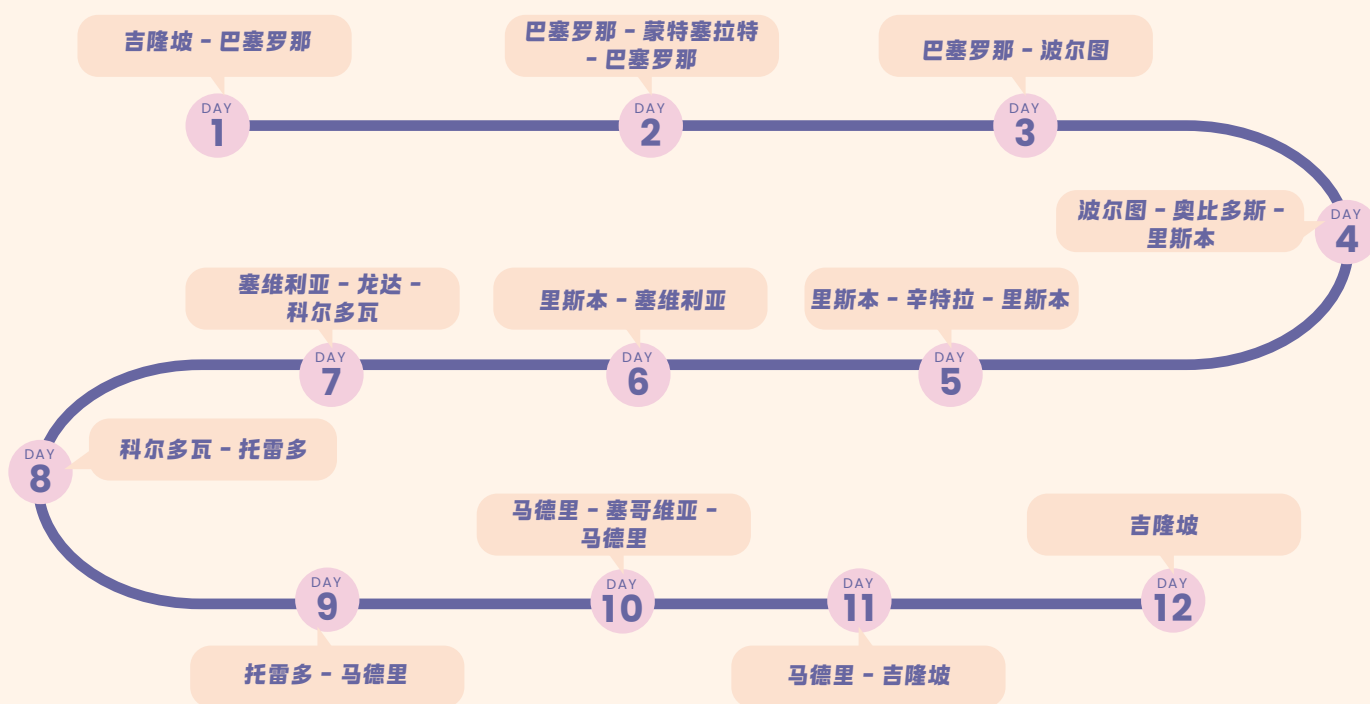 吉隆坡 - 巴塞罗那
DAY
1
巴塞罗那 - 蒙特塞拉特
- 巴塞罗那
DAY
2
巴塞罗那 - 波尔图
DAY
3
波尔图 - 奥比多斯 -
里斯本
DAY
4
里斯本 - 辛特拉 - 里斯本
DAY
5
里斯本 - 塞维利亚
DAY
6
塞维利亚 - 龙达 -
科尔多瓦
DAY
7
科尔多瓦 - 托雷多
DAY
8
DAY
9
托雷多 - 马德里
马德里 - 塞哥维亚 -
马德里
DAY
10
DAY
11
马德里 - 吉隆坡
吉隆坡
DAY
12